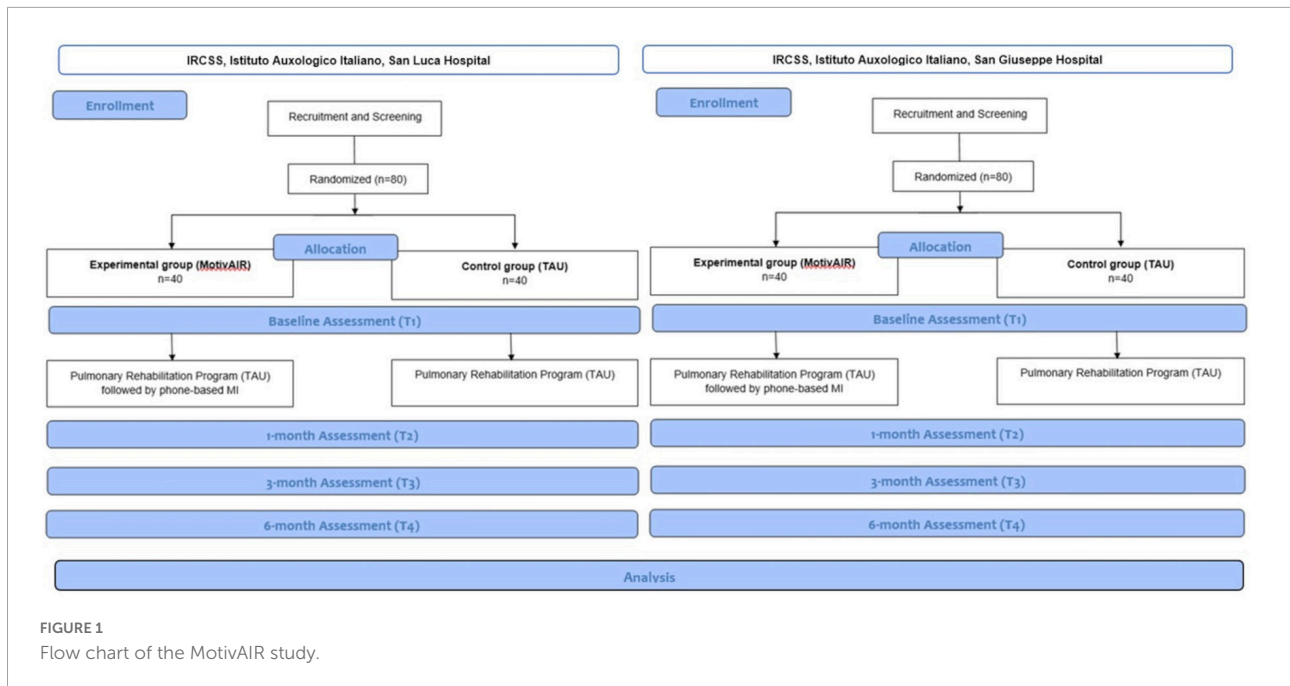 IRCSS, Istituto Auxologico Italiano, San Luca Hospital
Enrollment
Recruitment and Screening
Randomized (n=80)
Allocation
Experimental group (MotivAIR)
n=40
Control group (TAU)
n=40
Baseline Assessment (T1)
Pulmonary Rehabilitation Program (TAU)
followed by phone-based MI
Pulmonary Rehabilitation Program (TAU)
1-month Assessment (T2)
3-month Assessment (T3)
6-month Assessment (T4)
IRCSS, Istituto Auxologico Italiano, San Giuseppe Hospital
Enrollment
Recruitment and Screening
Randomized (n=80)
Allocation
Experimental group (MotivAIR)
n=40
Control group (TAU)
n=40
Baseline Assessment (T1)
Pulmonary Rehabilitation Program (TAU)
followed by phone-based MI
Pulmonary Rehabilitation Program (TAU)
1-month Assessment (T2)
3-month Assessment (T3)
6-month Assessment (T4)
Analysis
FIGURE 1
Flow chart of the MotivAIR study.